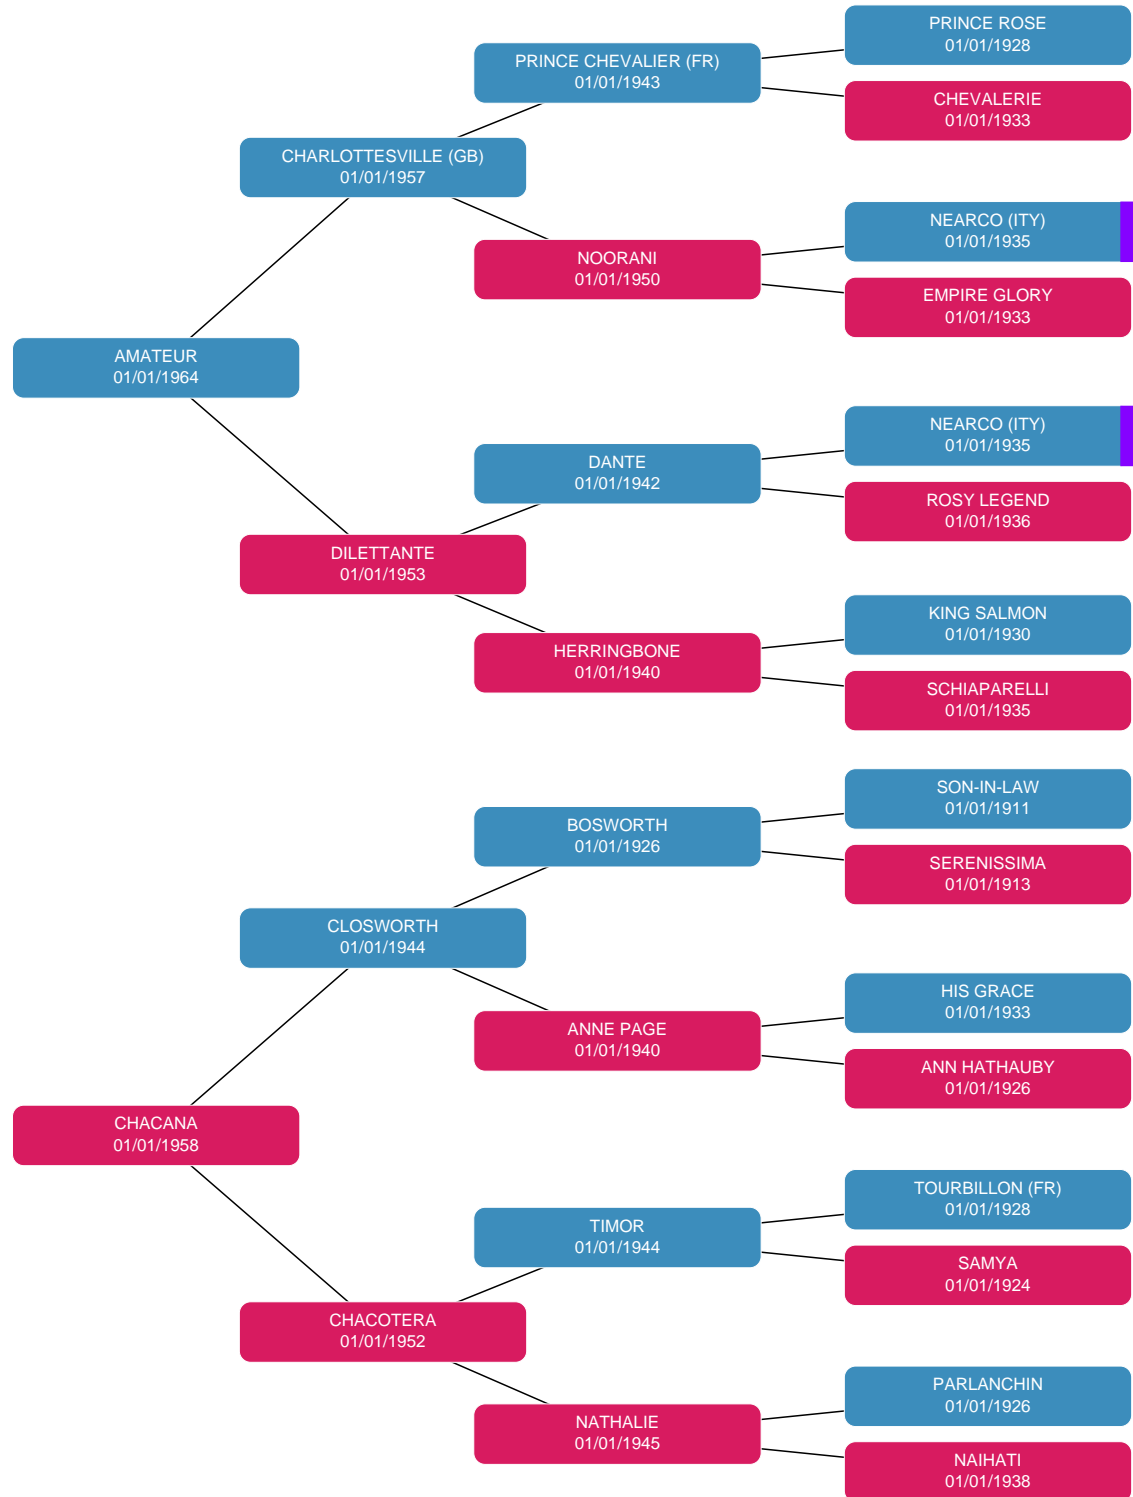 PRINCE ROSE
01/01/1928
PRINCE CHEVALIER (FR)
01/01/1943
CHEVALERIE
01/01/1933
CHARLOTTESVILLE (GB)
01/01/1957
NEARCO (ITY)
01/01/1935
NOORANI
01/01/1950
EMPIRE GLORY
01/01/1933
AMATEUR
01/01/1964
NEARCO (ITY)
01/01/1935
DANTE
01/01/1942
ROSY LEGEND
01/01/1936
DILETTANTE
01/01/1953
KING SALMON
01/01/1930
HERRINGBONE
01/01/1940
SCHIAPARELLI
01/01/1935
SON-IN-LAW
01/01/1911
BOSWORTH
01/01/1926
SERENISSIMA
01/01/1913
CLOSWORTH
01/01/1944
HIS GRACE
01/01/1933
ANNE PAGE
01/01/1940
ANN HATHAUBY
01/01/1926
CHACANA
01/01/1958
TOURBILLON (FR)
01/01/1928
TIMOR
01/01/1944
SAMYA
01/01/1924
CHACOTERA
01/01/1952
PARLANCHIN
01/01/1926
NATHALIE
01/01/1945
NAIHATI
01/01/1938